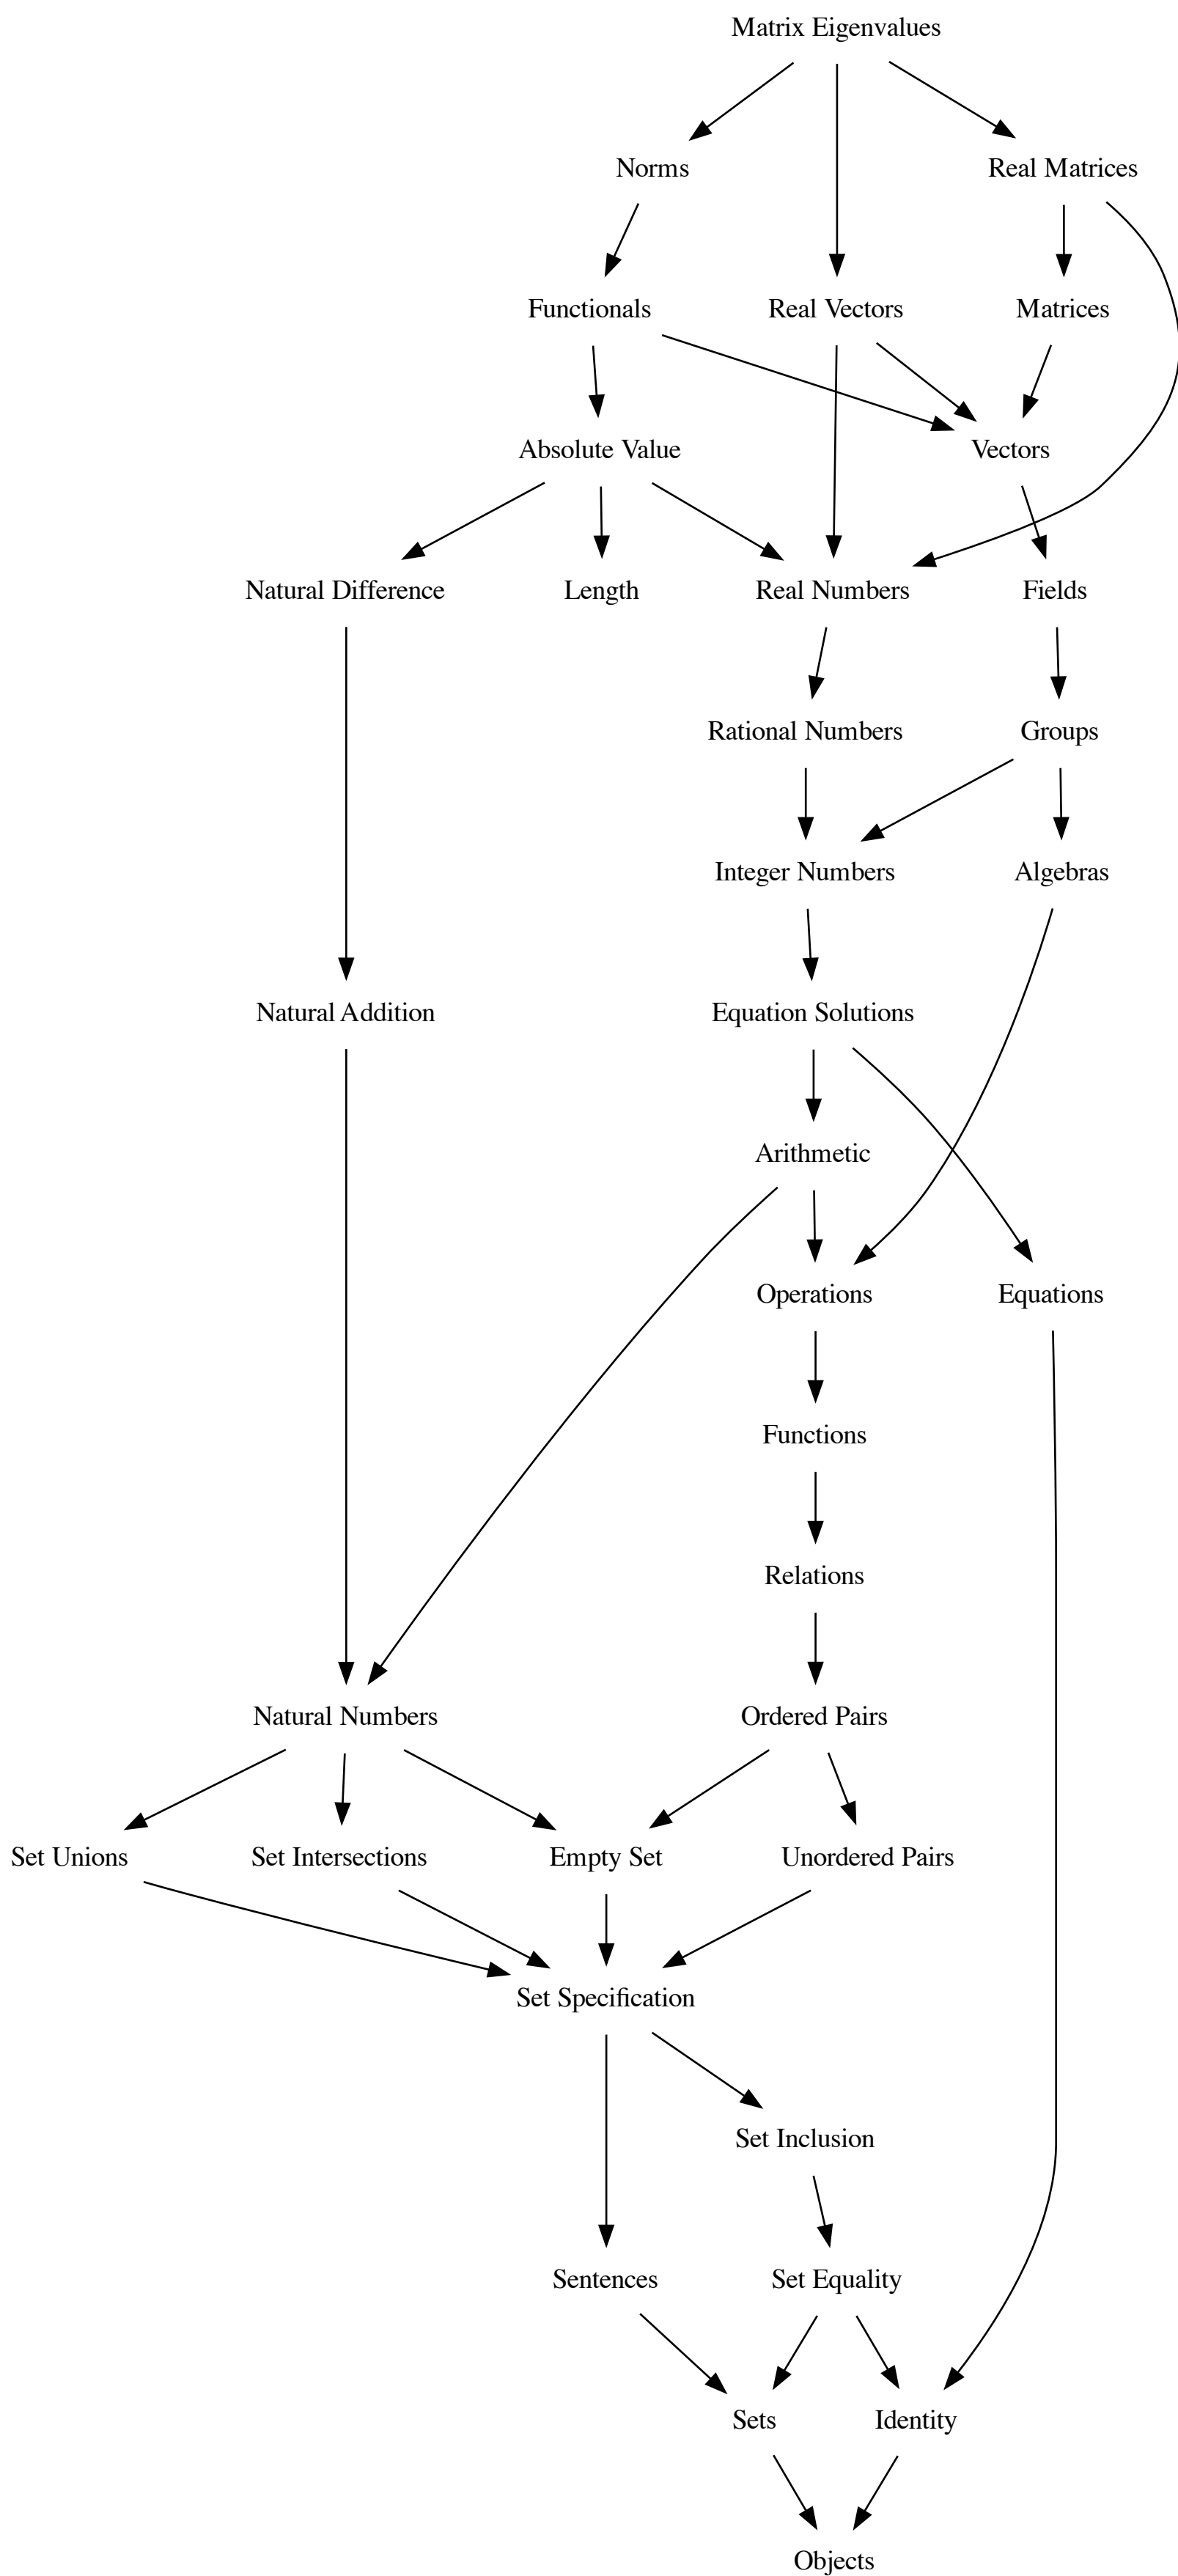 Matrix Eigenvalues
Norms
Real Matrices
Functionals
Real Vectors
Matrices
Absolute Value
Vectors
Natural Difference
Length
Real Numbers
Fields
Rational Numbers
Groups
Integer Numbers
Algebras
Natural Addition
Equation Solutions
Arithmetic
Operations
Equations
Functions
Relations
Natural Numbers
Ordered Pairs
Set Unions
Set Intersections
Empty Set
Unordered Pairs
Set Specification
Set Inclusion
Sentences
Set Equality
Sets
Identity
Objects